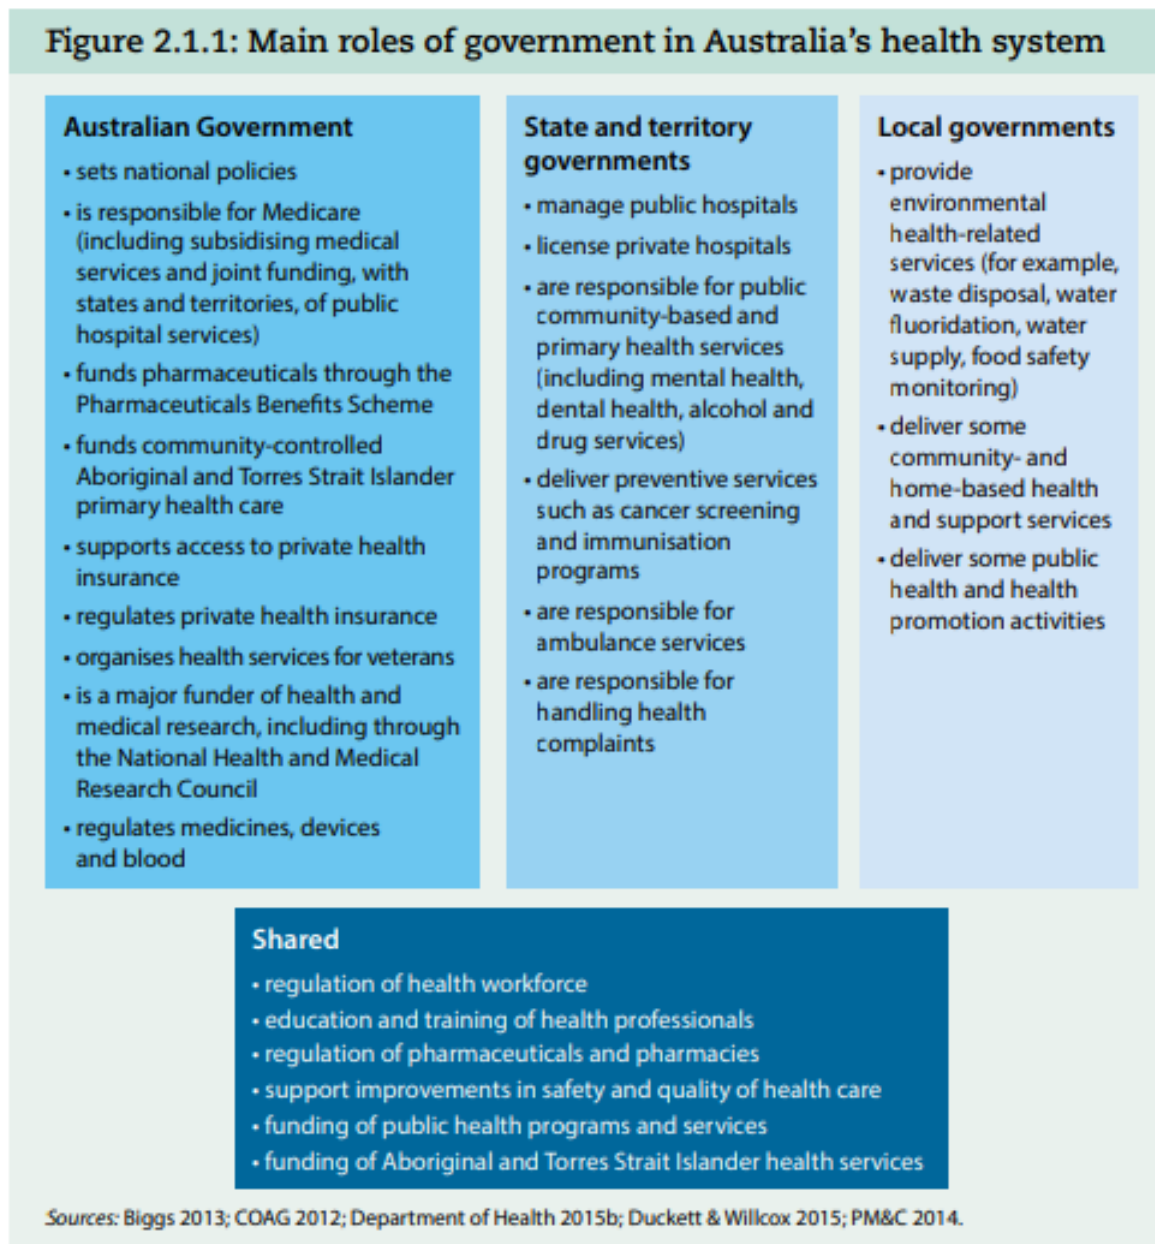 Figure 2.1.1: Main roles of government in Australia's health system
Australian Government
• sets national policies
• is responsible for Medicare
(including subsidising medical
services and joint funding, with
states and territories, of public
hospital services)
• funds pharmaceuticals through the
Pharmaceuticals Benefits Scheme
• funds community-controlled
Aboriginal and Torres Strait Islander
primary health care
• supports access to private health
insurance
• regulates private health insurance
• organises health services for veterans
• is a major funder of health and
medical research, including through
the National Health and Medical
Research Council
• regulates medicines, devices
and blood
State and territory
governments
• manage public hospitals
• license private hospitals
• are responsible for public
community-based and
primary health services
(including mental health,
dental health, alcohol and
drug services)
• deliver preventive services
such as cancer screening
and immunisation
programs
• are responsible for
ambulance services
• are responsible for
handling health
complaints
Local governments
• provide
environmental
health-related
services (for example,
waste disposal, water
fluoridation, water
supply, food safety
monitoring)
• deliver some
community- and
home-based health
and support services
• deliver some public
health and health
promotion activities
Shared
• regulation of health workforce
• education and training of health professionals
• regulation of pharmaceuticals and pharmacies
• support improvements in safety and quality of health care
• funding of public health programs and services
• funding of Aboriginal and Torres Strait Islander health services
Sources: Biggs 2013; COAG 2012; Department of Health 2015b; Duckett & Willcox 2015; PM&C 2014.